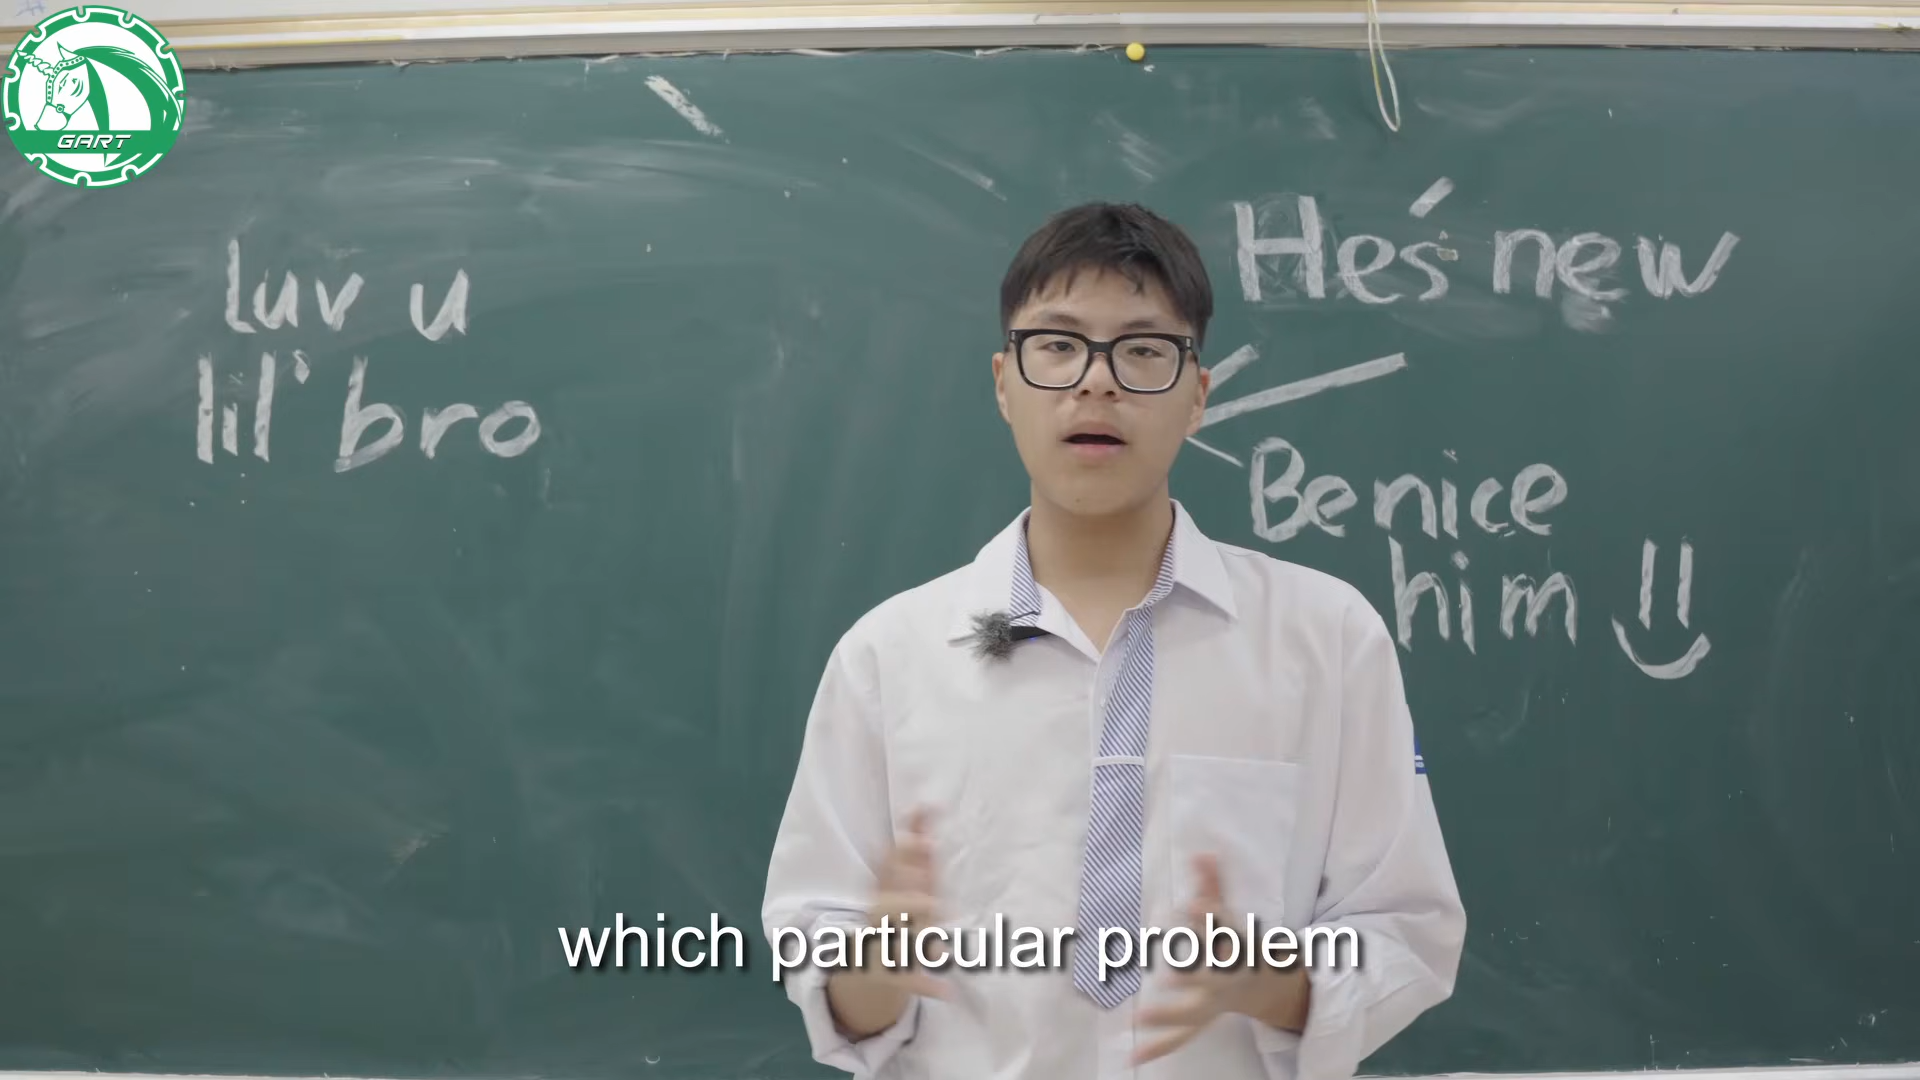 GART
luv u
lil' bro
He's new
Be nice
him
which particular problem